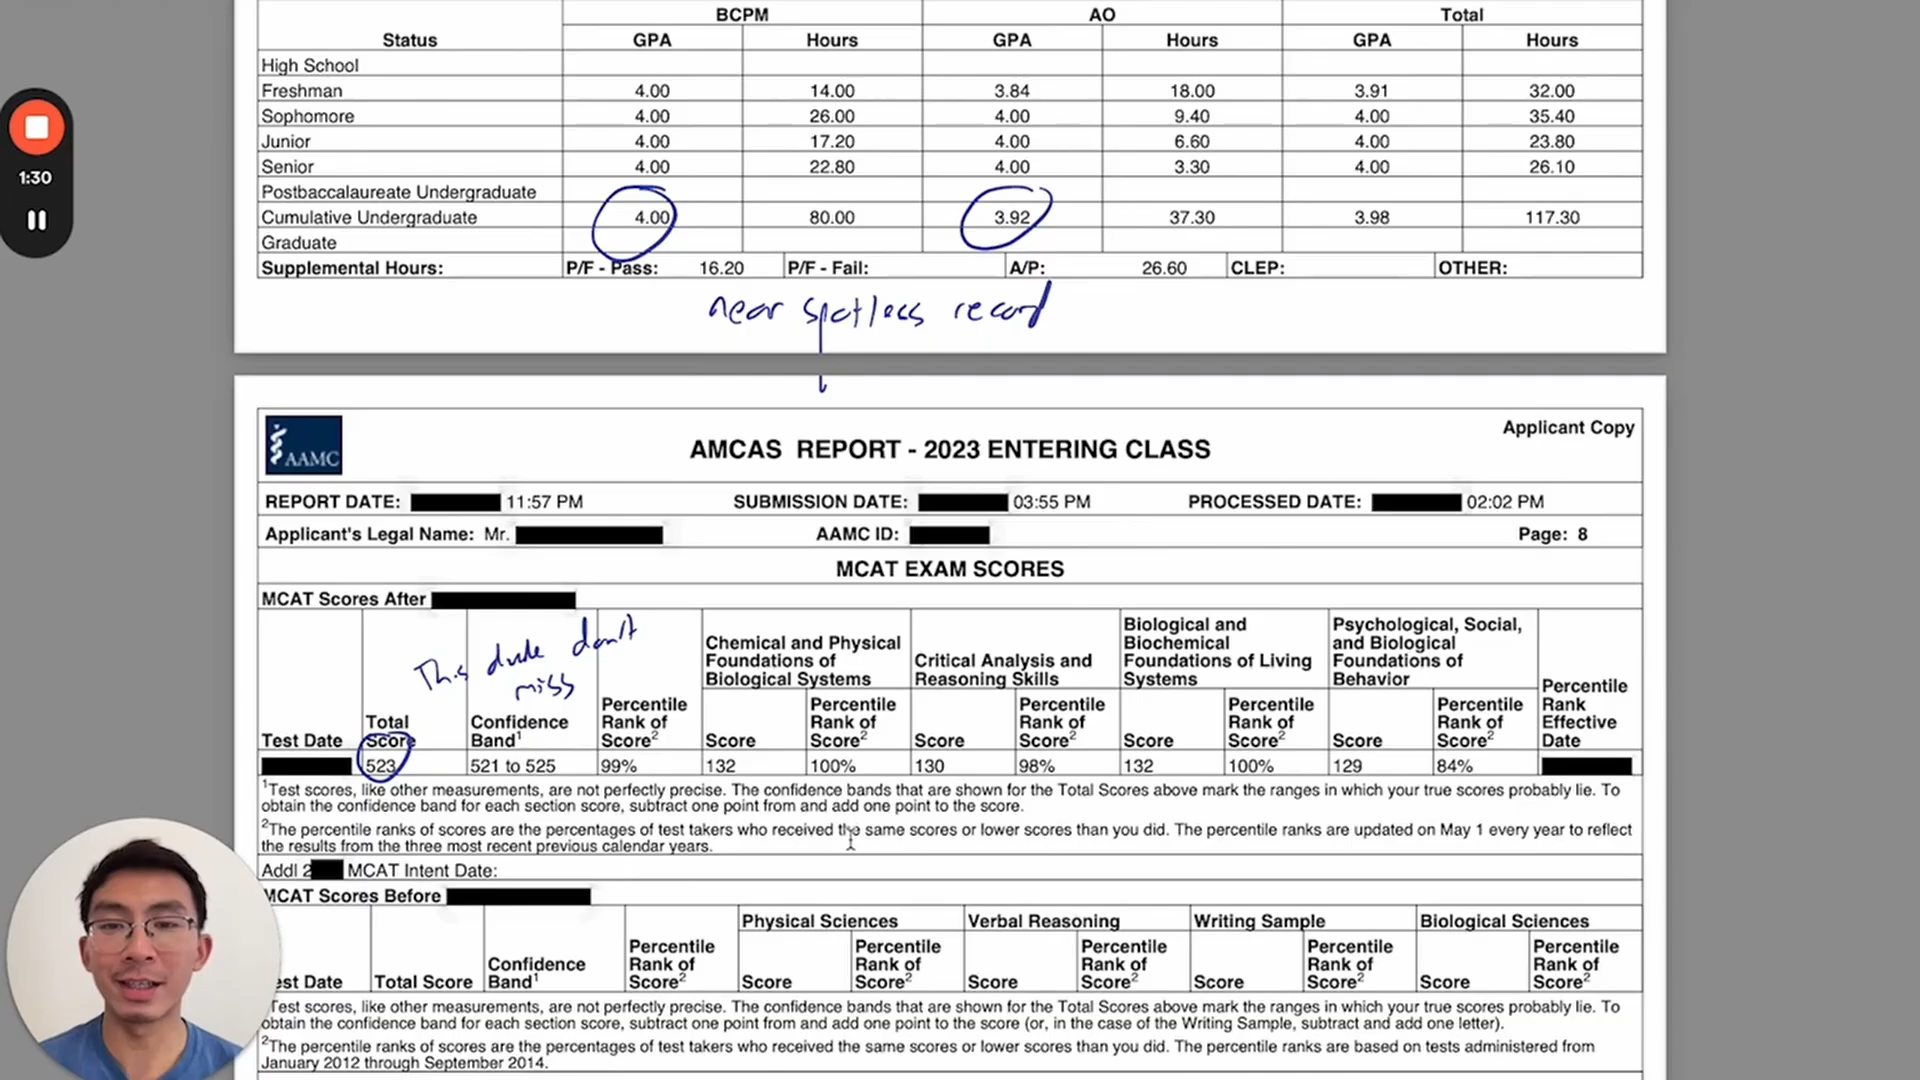 BCPM AO Total
Status GPA Hours GPA Hours GPA Hours
High School
Freshman 4.00 14.00 3.84 18.00 3.91 32.00
Sophomore 4.00 26.00 4.00 9.40 4.00 35.40
Junior 4.00 17.20 4.00 6.60 4.00 23.80
Senior 4.00 22.80 4.00 3.30 4.00 26.10
Postbaccalaureate Undergraduate
Cumulative Undergraduate 4.00 80.00 3.92 37.30 3.98 117.30
Graduate
Supplemental Hours: P/F - Pass: 16.20 P/F - Fail: A/P: 26.60 CLEP: OTHER:
1:30
near spotless record
AAMC
Applicant Copy
AMCAS REPORT - 2023 ENTERING CLASS
REPORT DATE: 11:57 PM SUBMISSION DATE: 03:55 PM PROCESSED DATE: 02:02 PM
Applicant's Legal Name: Mr. AAMC ID: Page: 8
MCAT EXAM SCORES
MCAT Scores After
This dude don't
miss
Chemical and Physical
Foundations of
Biological Systems
Critical Analysis and
Reasoning Skills
Biological and
Biochemical
Foundations of Living
Systems
Psychological, Social,
and Biological
Foundations of
Behavior
Test Date
Total
Score
Confidence
Band1
Percentile
Rank of
Score2
Score
Percentile
Rank of
Score2
Score
Percentile
Rank of
Score2
Score
Percentile
Rank of
Score2
Score
Percentile
Rank of
Score2
Percentile
Rank
Effective
Date
523 521 to 525 99% 132 100% 130 98% 132 100% 129 84%
1Test scores, like other measurements, are not perfectly precise. The confidence bands that are shown for the Total Scores above mark the ranges in which your true scores probably lie. To
obtain the confidence band for each section score, subtract one point from and add one point to the score.
2The percentile ranks of scores are the percentages of test takers who received the same scores or lower scores than you did. The percentile ranks are updated on May 1 every year to reflect
the results from the three most recent previous calendar years.
Addl 2 MCAT Intent Date:
MCAT Scores Before
Physical Sciences Verbal Reasoning Writing Sample Biological Sciences
est Date
Total Score
Confidence
Band1
Percentile
Rank of
Score2
Score
Percentile
Rank of
Score2
Score
Percentile
Rank of
Score2
Score
Percentile
Rank of
Score2
Score
Percentile
Rank of
Score2
Test scores, like other measurements, are not perfectly precise. The confidence bands that are shown for the Total Scores above mark the ranges in which your true scores probably lie. To
obtain the confidence band for each section score, subtract one point from and add one point to the score (or, in the case of the Writing Sample, subtract and add one letter).
2The percentile ranks of scores are the percentages of test takers who received the same scores or lower scores than you did. The percentile ranks are based on tests administered from
January 2012 through September 2014.